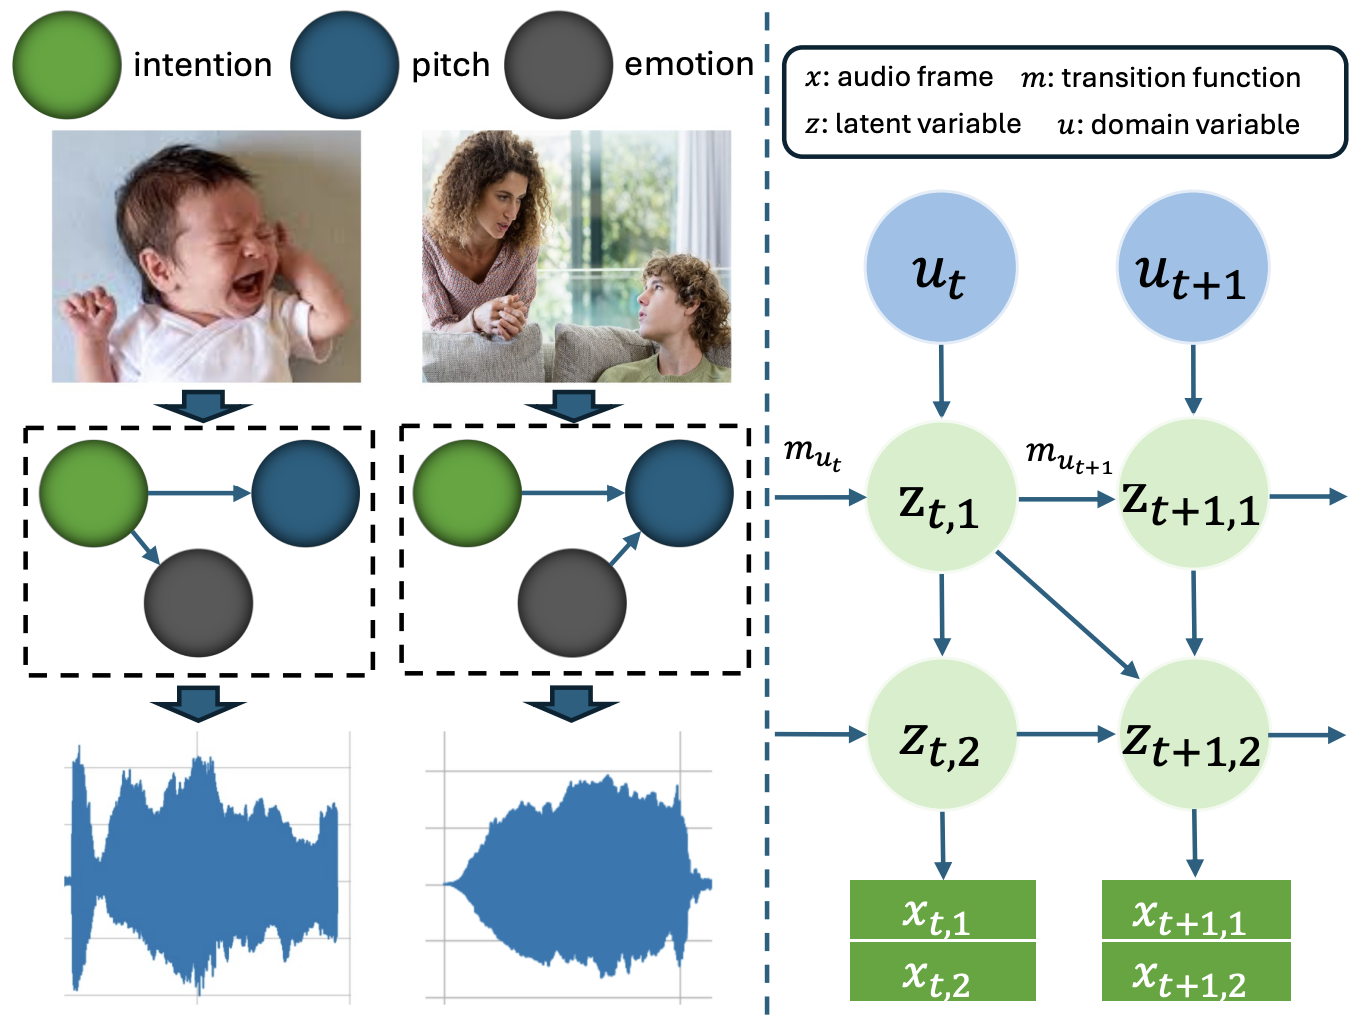 intention pitch emotion
x: audio frame m: transition function
z: latent variable u: domain variable
u_t u_{t+1}
m_{u_t} m_{u_{t+1}}
z_{t,1} z_{t+1,1}
z_{t,2} z_{t+1,2}
x_{t,1} x_{t+1,1}
x_{t,2} x_{t+1,2}